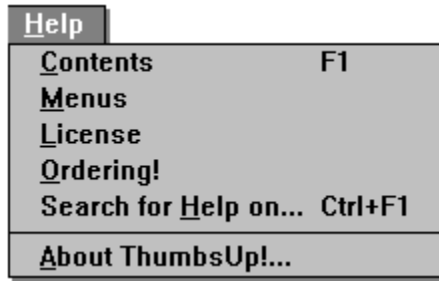 Help
Contents F1
Menus
License
Ordering!
Search for Help on... Ctrl+F1
About ThumbsUp!...